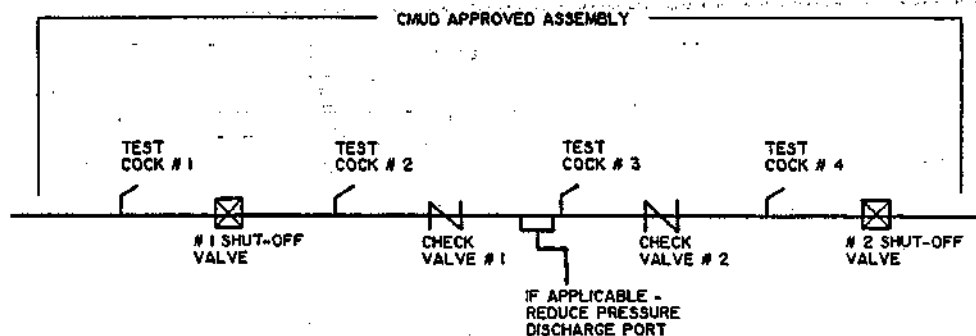 CMUD APPROVED ASSEMBLY
TEST
COCK # 1
TEST
COCK # 2
TEST
COCK # 3
TEST
COCK # 4
# 1 SHUT-OFF
VALVE
CHECK
VALVE # 1
CHECK
VALVE # 2
# 2 SHUT-OFF
VALVE
IF APPLICABLE -
REDUCE PRESSURE
DISCHARGE PORT